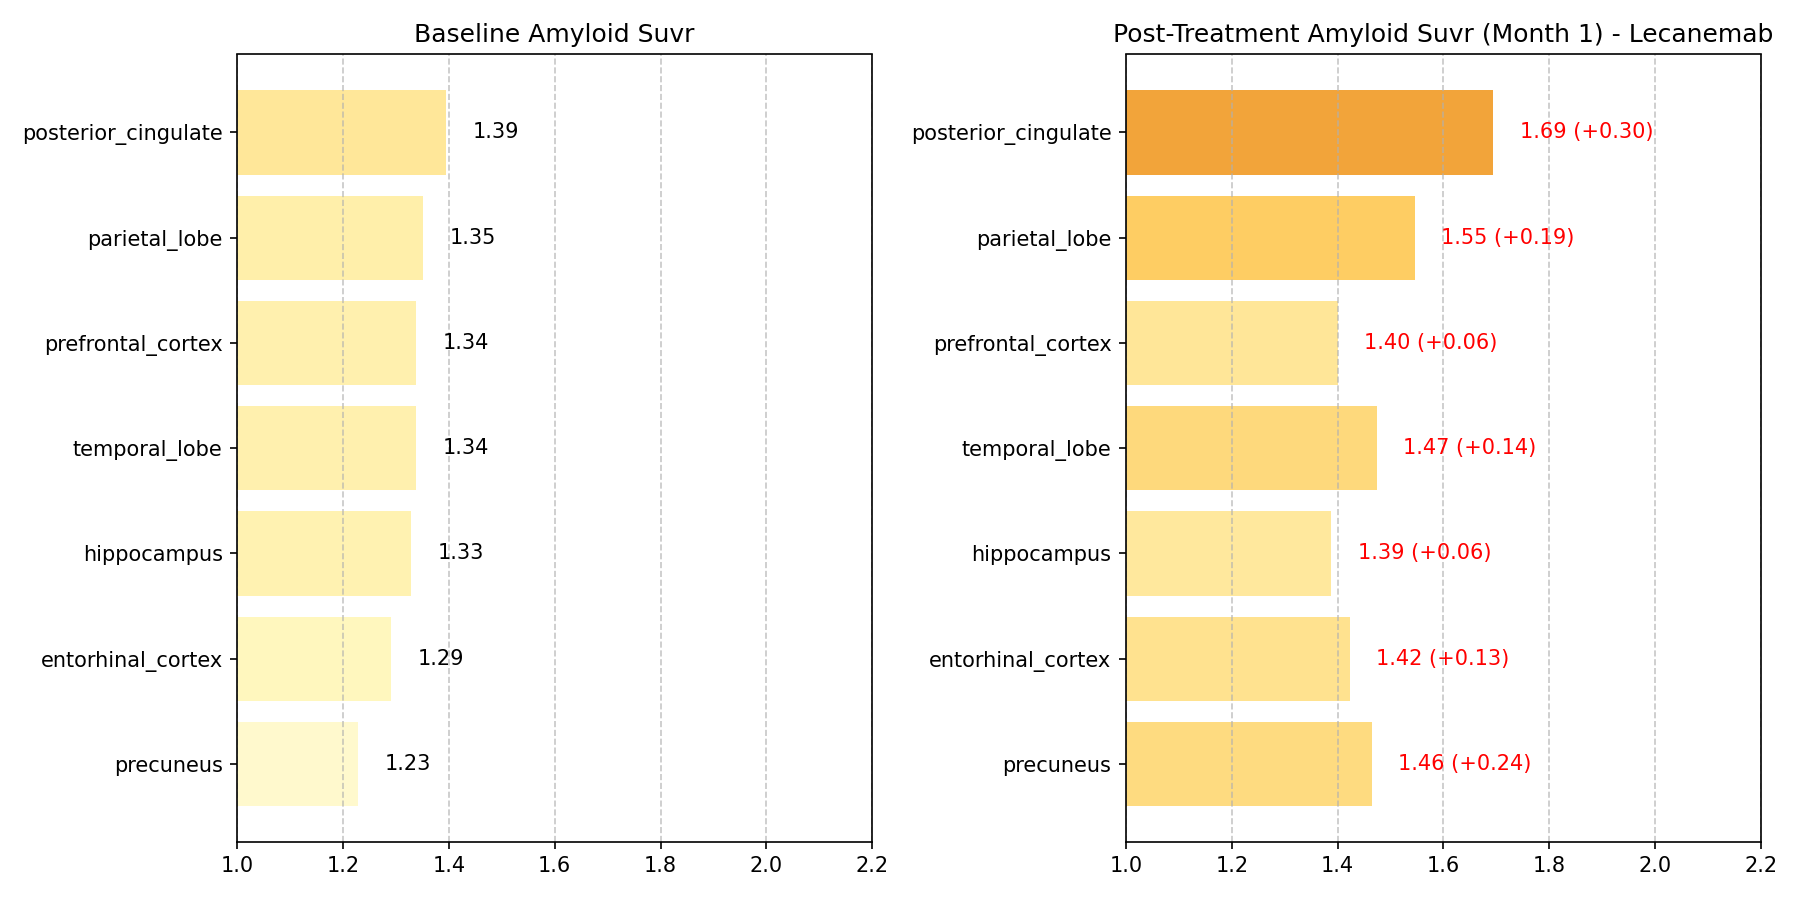 Baseline Amyloid Suvr
posterior_cingulate
1.39
parietal_lobe
1.35
prefrontal_cortex
1.34
temporal_lobe
1.34
hippocampus
1.33
entorhinal_cortex
1.29
precuneus
1.23
1.0 1.2 1.4 1.6 1.8 2.0 2.2
Post-Treatment Amyloid Suvr (Month 1) - Lecanemab
posterior_cingulate
1.69 (+0.30)
parietal_lobe
1.55 (+0.19)
prefrontal_cortex
1.40 (+0.06)
temporal_lobe
1.47 (+0.14)
hippocampus
1.39 (+0.06)
entorhinal_cortex
1.42 (+0.13)
precuneus
1.46 (+0.24)
1.0 1.2 1.4 1.6 1.8 2.0 2.2